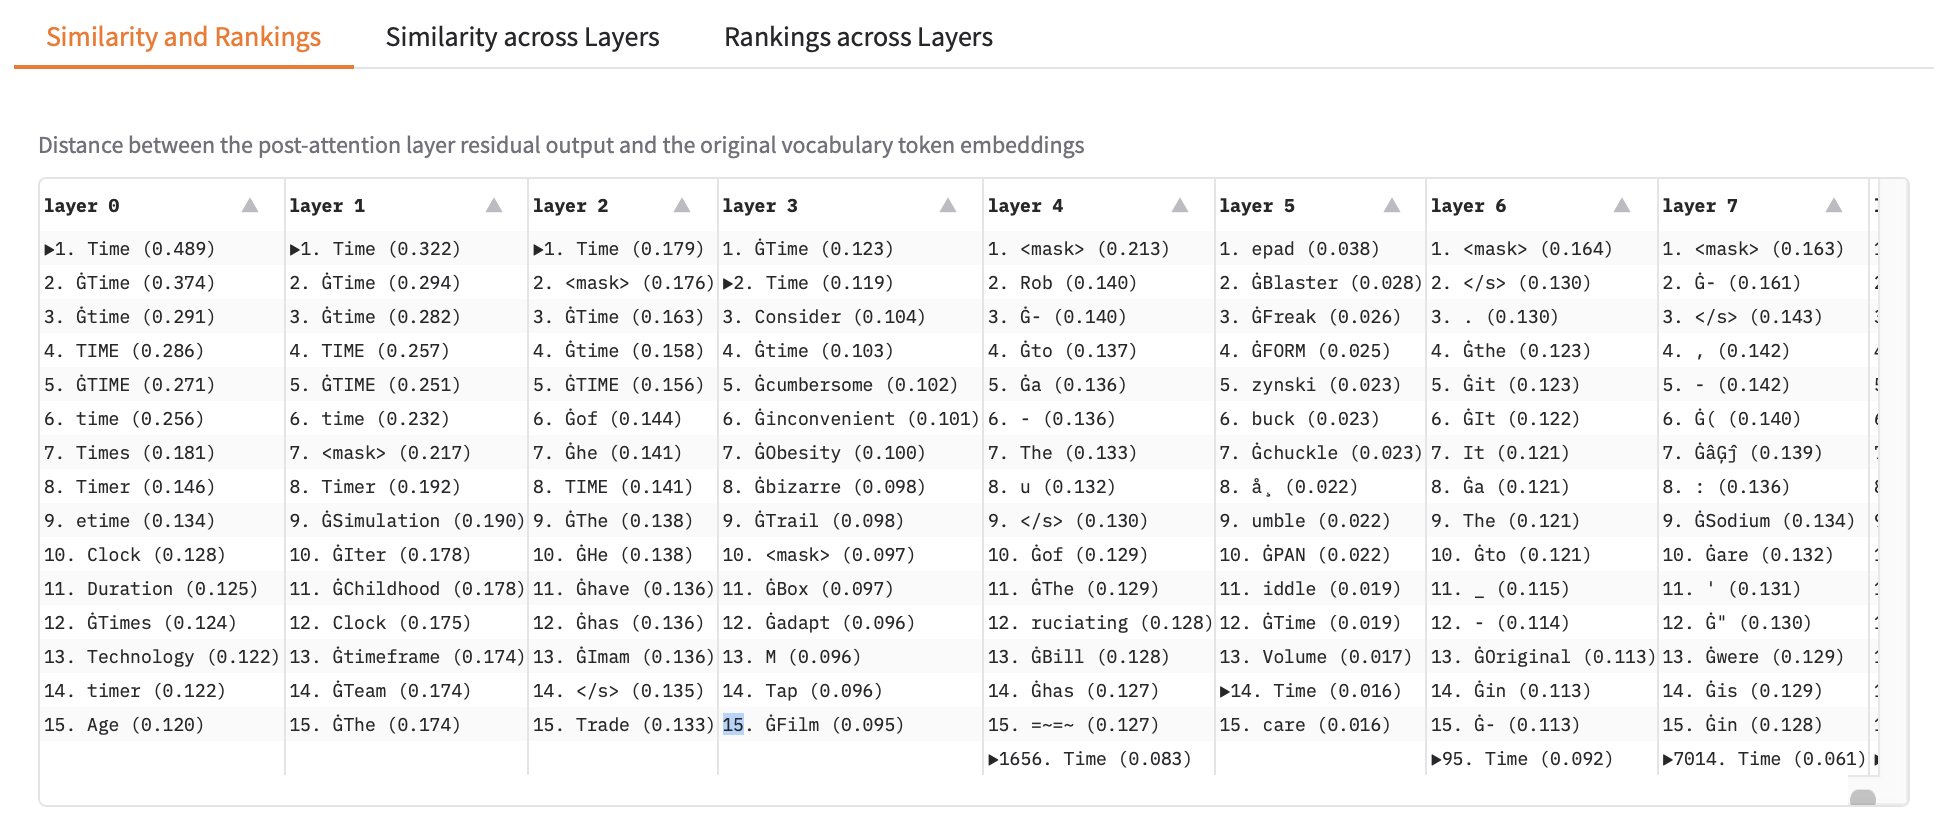 Similarity and Rankings Similarity across Layers Rankings across Layers
Distance between the post-attention layer residual output and the original vocabulary token embeddings
layer 0 ▲ layer 1 ▲ layer 2 ▲ layer 3 ▲ layer 4 ▲ layer 5 ▲ layer 6 ▲ layer 7 ▲
▶1. Time (0.489) ▶1. Time (0.322) ▶1. Time (0.179) 1. ĠTime (0.123) 1. <mask> (0.213) 1. epad (0.038) 1. <mask> (0.164) 1. <mask> (0.163)
2. ĠTime (0.374) 2. ĠTime (0.294) 2. <mask> (0.176) ▶2. Time (0.119) 2. Rob (0.140) 2. ĠBlaster (0.028) 2. </s> (0.130) 2. Ġ- (0.161)
3. Ġtime (0.291) 3. Ġtime (0.282) 3. ĠTime (0.163) 3. Consider (0.104) 3. Ġ- (0.140) 3. ĠFreak (0.026) 3. . (0.130) 3. </s> (0.143)
4. TIME (0.286) 4. TIME (0.257) 4. Ġtime (0.158) 4. Ġtime (0.103) 4. Ġto (0.137) 4. ĠFORM (0.025) 4. Ġthe (0.123) 4. , (0.142)
5. ĠTIME (0.271) 5. ĠTIME (0.251) 5. ĠTIME (0.156) 5. Ġcumbersome (0.102) 5. Ġa (0.136) 5. zynski (0.023) 5. Ġit (0.123) 5. - (0.142)
6. time (0.256) 6. time (0.232) 6. Ġof (0.144) 6. Ġinconvenient (0.101) 6. - (0.136) 6. buck (0.023) 6. ĠIt (0.122) 6. Ġ( (0.140)
7. Times (0.181) 7. <mask> (0.217) 7. Ġhe (0.141) 7. ĠObesity (0.100) 7. The (0.133) 7. Ġchuckle (0.023) 7. It (0.121) 7. ĠâĢĵ (0.139)
8. Timer (0.146) 8. Timer (0.192) 8. TIME (0.141) 8. Ġbizarre (0.098) 8. u (0.132) 8. å¸ (0.022) 8. Ġa (0.121) 8. : (0.136)
9. etime (0.134) 9. ĠSimulation (0.190) 9. ĠThe (0.138) 9. ĠTrail (0.098) 9. </s> (0.130) 9. umble (0.022) 9. The (0.121) 9. ĠSodium (0.134)
10. Clock (0.128) 10. ĠIter (0.178) 10. ĠHe (0.138) 10. <mask> (0.097) 10. Ġof (0.129) 10. ĠPAN (0.022) 10. Ġto (0.121) 10. Ġare (0.132)
11. Duration (0.125) 11. ĠChildhood (0.178) 11. Ġhave (0.136) 11. ĠBox (0.097) 11. ĠThe (0.129) 11. iddle (0.019) 11. _ (0.115) 11. ' (0.131)
12. ĠTimes (0.124) 12. Clock (0.175) 12. Ġhas (0.136) 12. Ġadapt (0.096) 12. ruciating (0.128) 12. ĠTime (0.019) 12. - (0.114) 12. Ġ" (0.130)
13. Technology (0.122) 13. Ġtimeframe (0.174) 13. ĠImam (0.136) 13. M (0.096) 13. ĠBill (0.128) 13. Volume (0.017) 13. ĠOriginal (0.113) 13. Ġwere (0.129)
14. timer (0.122) 14. ĠTeam (0.174) 14. </s> (0.135) 14. Tap (0.096) 14. Ġhas (0.127) ▶14. Time (0.016) 14. Ġin (0.113) 14. Ġis (0.129)
15. Age (0.120) 15. ĠThe (0.174) 15. Trade (0.133) 15. ĠFilm (0.095) 15. =~=~ (0.127) 15. care (0.016) 15. Ġ- (0.113) 15. Ġin (0.128)
▶1656. Time (0.083) ▶95. Time (0.092) ▶7014. Time (0.061)